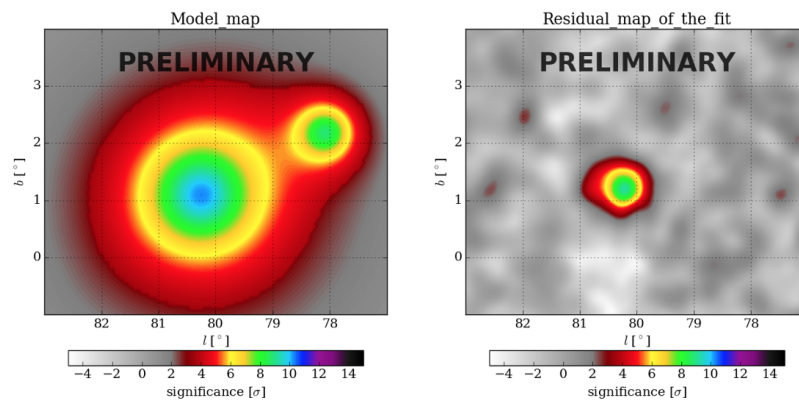 Model_map
PRELIMINARY
3
2
1
0
b [°]
82 81 80 79 78
l [°]
−4 −2 0 2 4 6 8 10 12 14
significance [σ]
Residual_map_of_the_fit
PRELIMINARY
3
2
1
0
b [°]
82 81 80 79 78
l [°]
−4 −2 0 2 4 6 8 10 12 14
significance [σ]